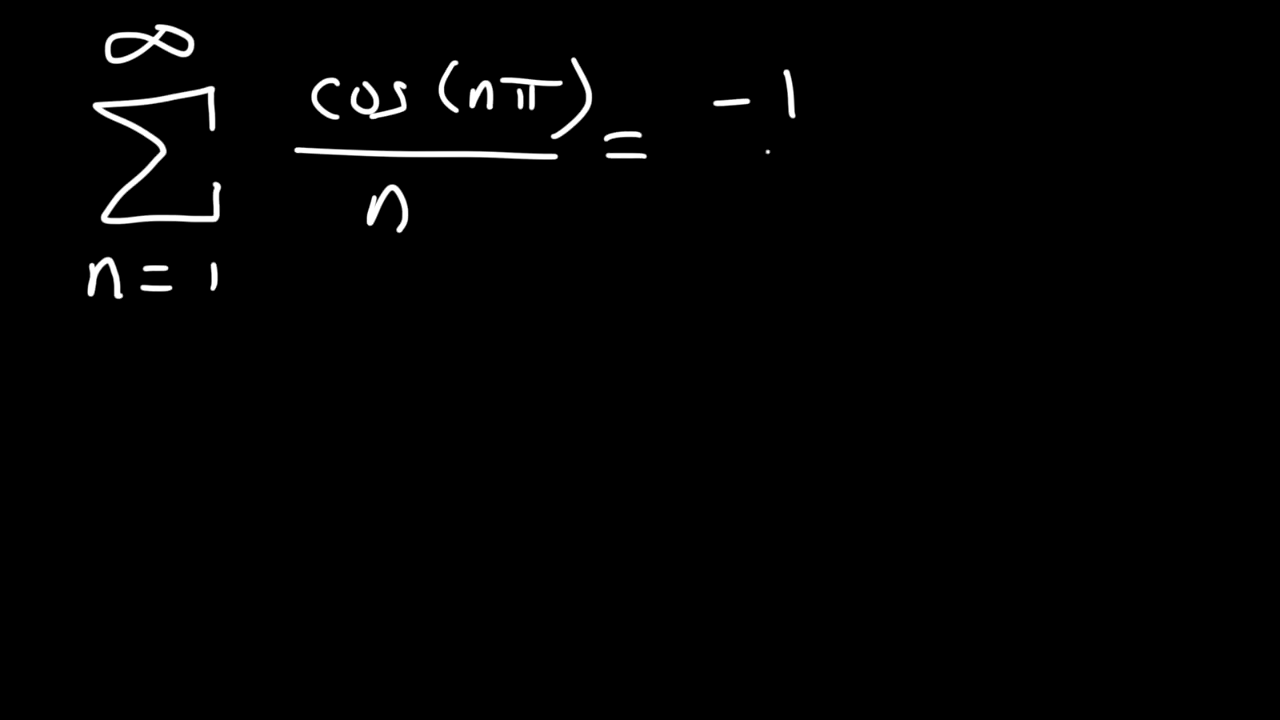 ∞
∑ cos(nπ)/n = -1
n=1